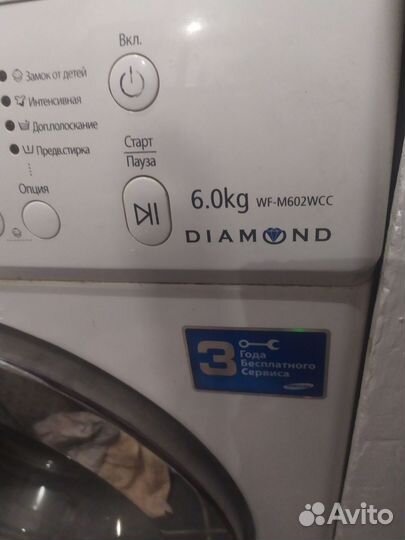 Вкл.
Замок от детей
Интенсивная
Доп.полоскание
Предв.стирка
Старт
Пауза
Опция
6.0kg WF-M602WCC
DIAMOND
3 Года
Бесплатного
Сервиса
SAMSUNG
Avito